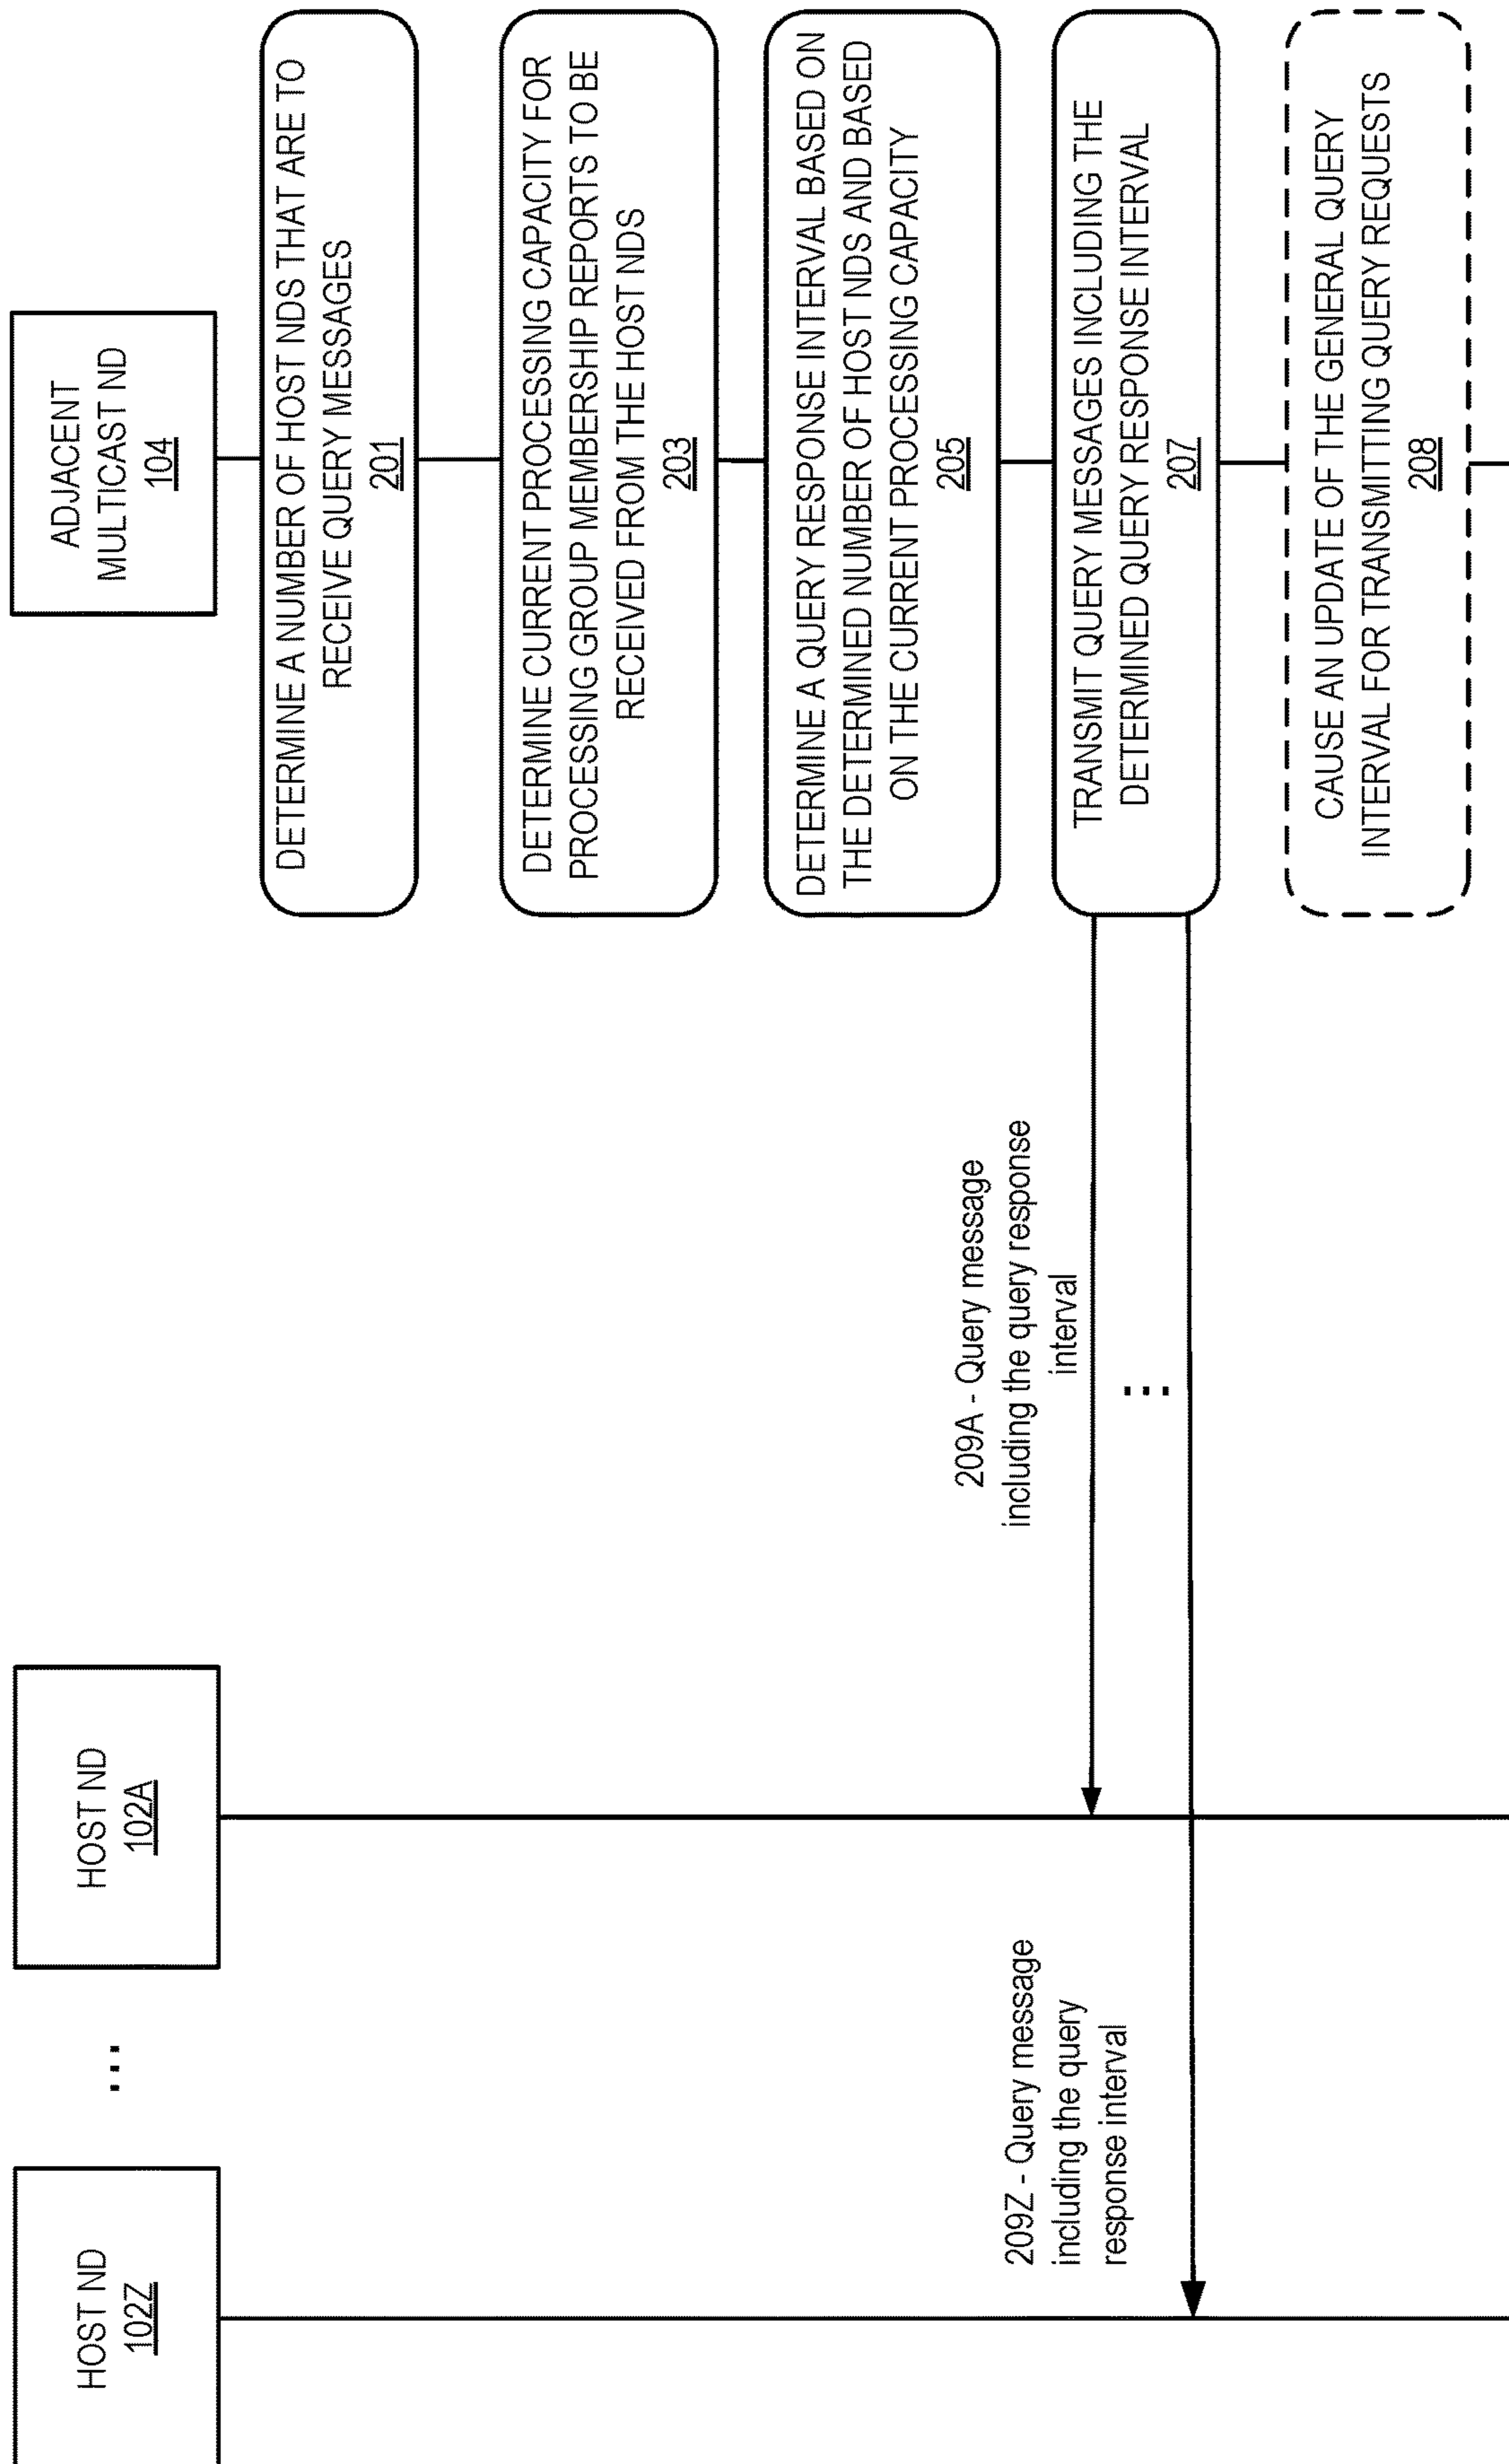 HOST ND
102Z
...
HOST ND
102A
ADJACENT
MULTICAST ND
104
DETERMINE A NUMBER OF HOST NDS THAT ARE TO
RECEIVE QUERY MESSAGES
201
DETERMINE CURRENT PROCESSING CAPACITY FOR
PROCESSING GROUP MEMBERSHIP REPORTS TO BE
RECEIVED FROM THE HOST NDS
203
DETERMINE A QUERY RESPONSE INTERVAL BASED ON
THE DETERMINED NUMBER OF HOST NDS AND BASED
ON THE CURRENT PROCESSING CAPACITY
205
TRANSMIT QUERY MESSAGES INCLUDING THE
DETERMINED QUERY RESPONSE INTERVAL
207
209A - Query message
including the query response
interval
...
209Z - Query message
including the query
response interval
CAUSE AN UPDATE OF THE GENERAL QUERY
INTERVAL FOR TRANSMITTING QUERY REQUESTS
208